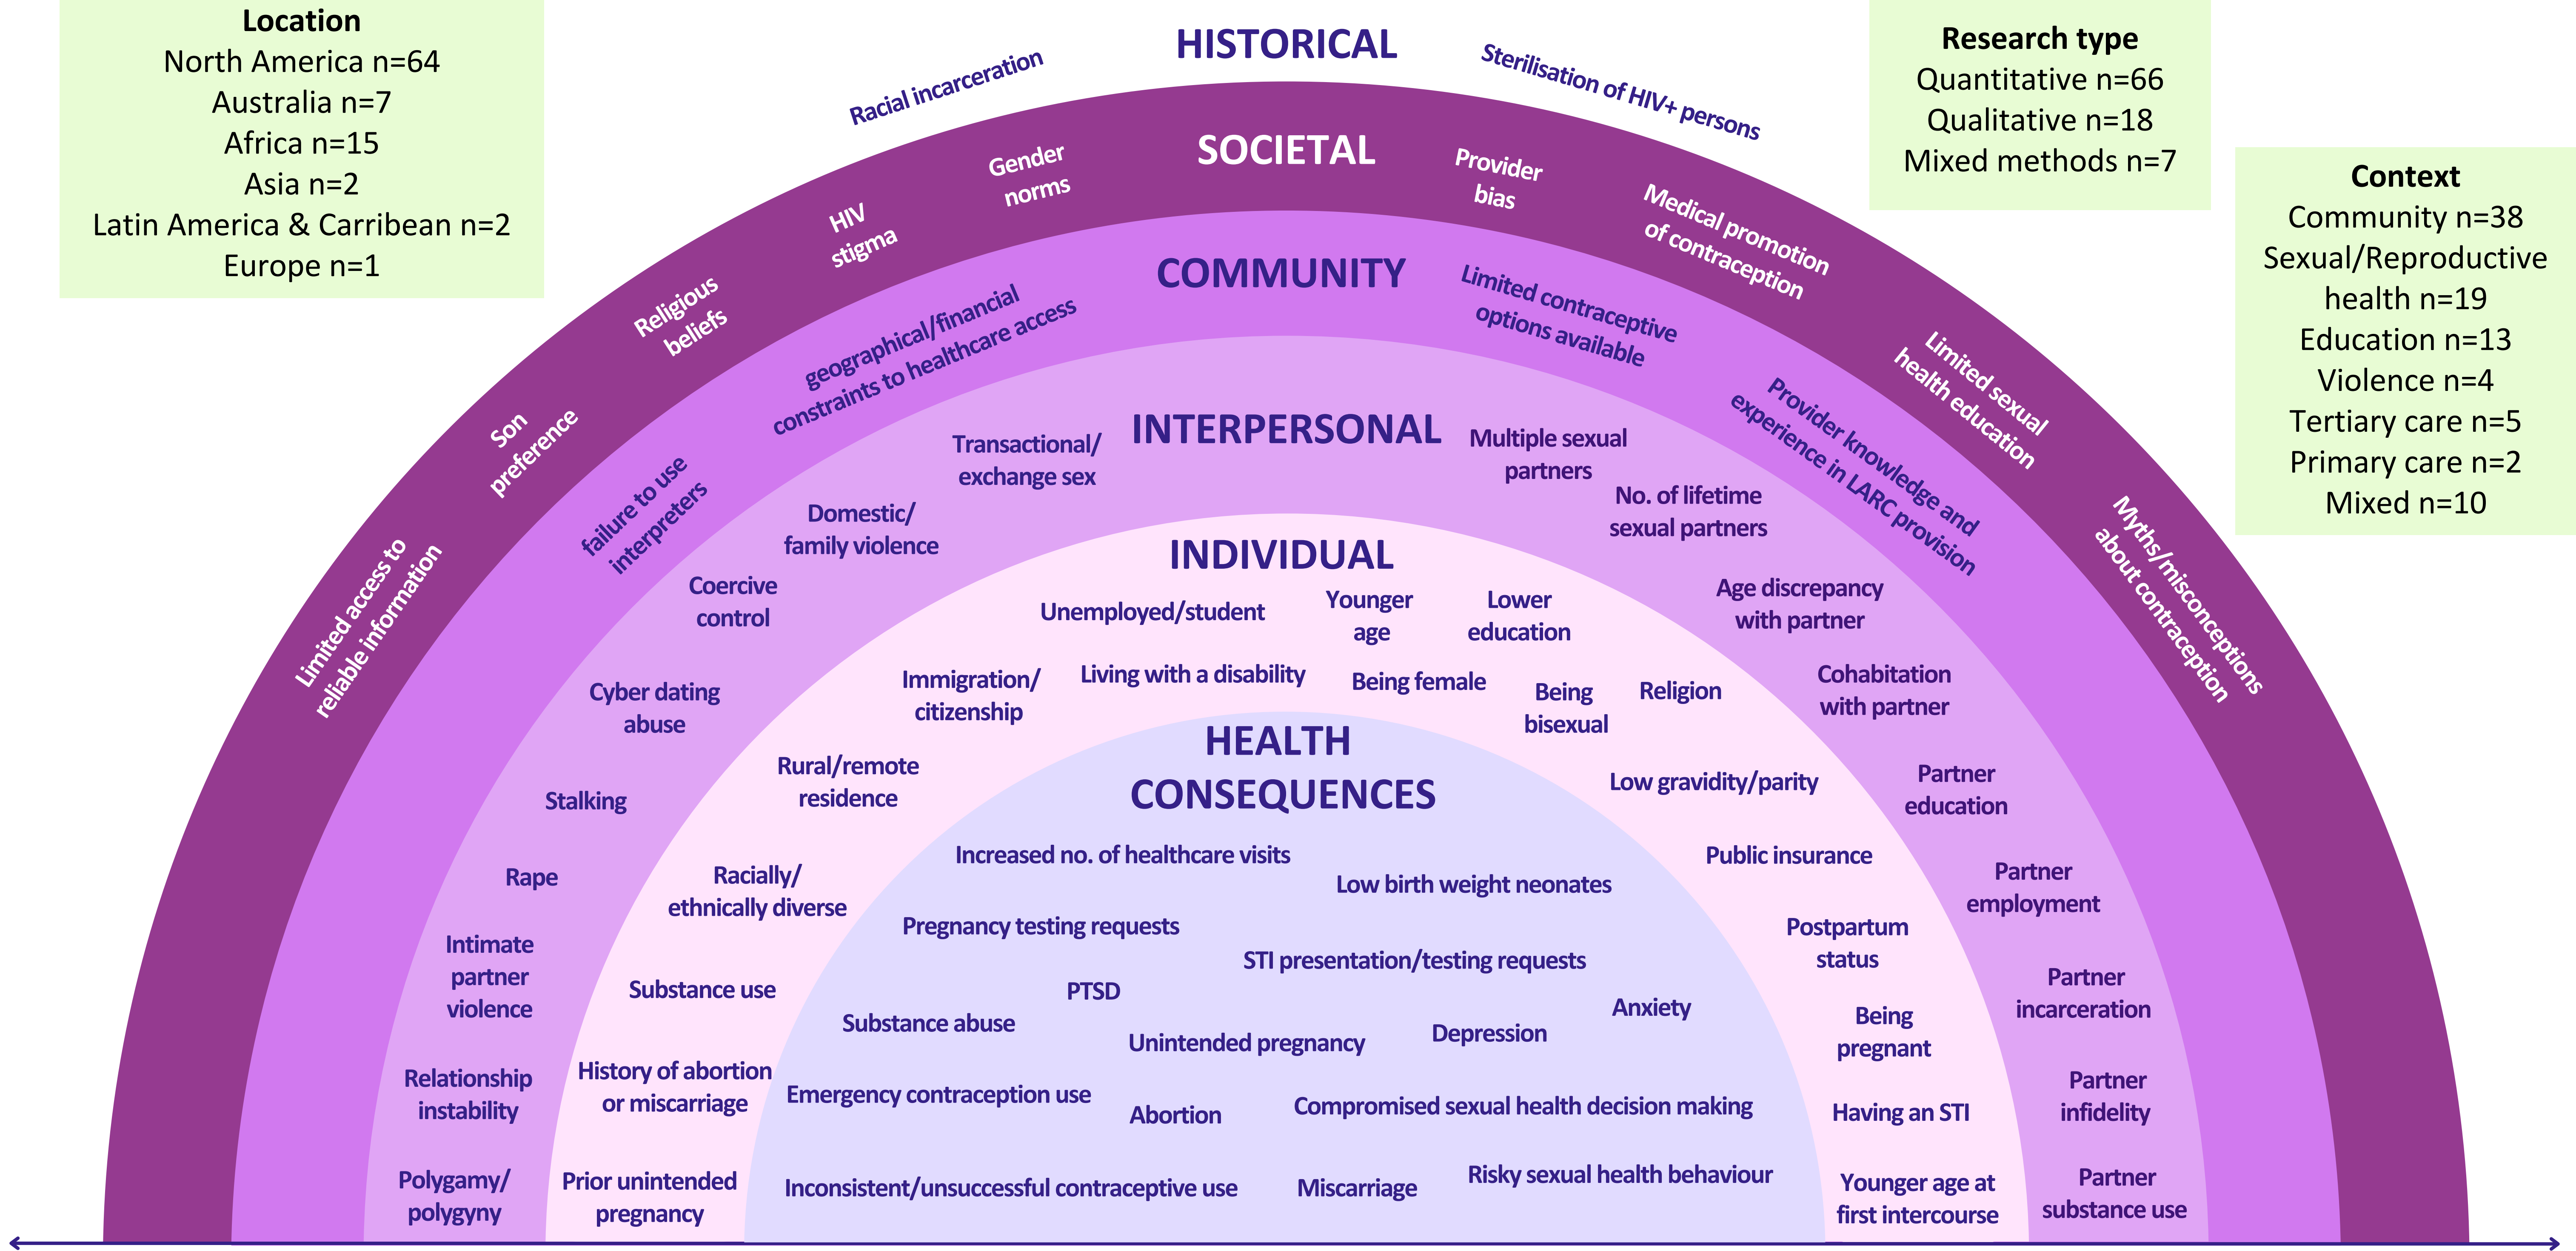 Location
North America n=64
Australia n=7
Africa n=15
Asia n=2
Latin America & Carribean n=2
Europe n=1
Research type
Quantitative n=66
Qualitative n=18
Mixed methods n=7
Context
Community n=38
Sexual/Reproductive
health n=19
Education n=13
Violence n=4
Tertiary care n=5
Primary care n=2
Mixed n=10
HISTORICAL
Racial incarceration
Sterilisation of HIV+ persons
SOCIETAL
Limited access to
reliable information
Son
preference
Religious
beliefs
HIV
stigma
Gender
norms
Provider
bias
Medical promotion
of contraception
Limited sexual
health education
Myths/misconceptions
about contraception
COMMUNITY
failure to use
interpreters
geographical/financial
constraints to healthcare access
Limited contraceptive
options available
Provider knowledge and
experience in LARC provision
INTERPERSONAL
Transactional/
exchange sex
Domestic/
family violence
Coercive
control
Cyber dating
abuse
Stalking
Rape
Intimate
partner
violence
Relationship
instability
Polygamy/
polygyny
Multiple sexual
partners
No. of lifetime
sexual partners
Age discrepancy
with partner
Cohabitation
with partner
Partner
education
Partner
employment
Partner
incarceration
Partner
infidelity
Partner
substance use
INDIVIDUAL
Unemployed/student
Younger
age
Lower
education
Immigration/
citizenship
Living with a disability
Being female
Being
bisexual
Religion
Rural/remote
residence
Low gravidity/parity
Racially/
ethnically diverse
Public insurance
Substance use
Postpartum
status
History of abortion
or miscarriage
Being
pregnant
Having an STI
Prior unintended
pregnancy
Younger age at
first intercourse
HEALTH
CONSEQUENCES
Increased no. of healthcare visits
Low birth weight neonates
Pregnancy testing requests
STI presentation/testing requests
PTSD
Anxiety
Substance abuse
Depression
Unintended pregnancy
Emergency contraception use
Abortion
Compromised sexual health decision making
Inconsistent/unsuccessful contraceptive use
Miscarriage
Risky sexual health behaviour